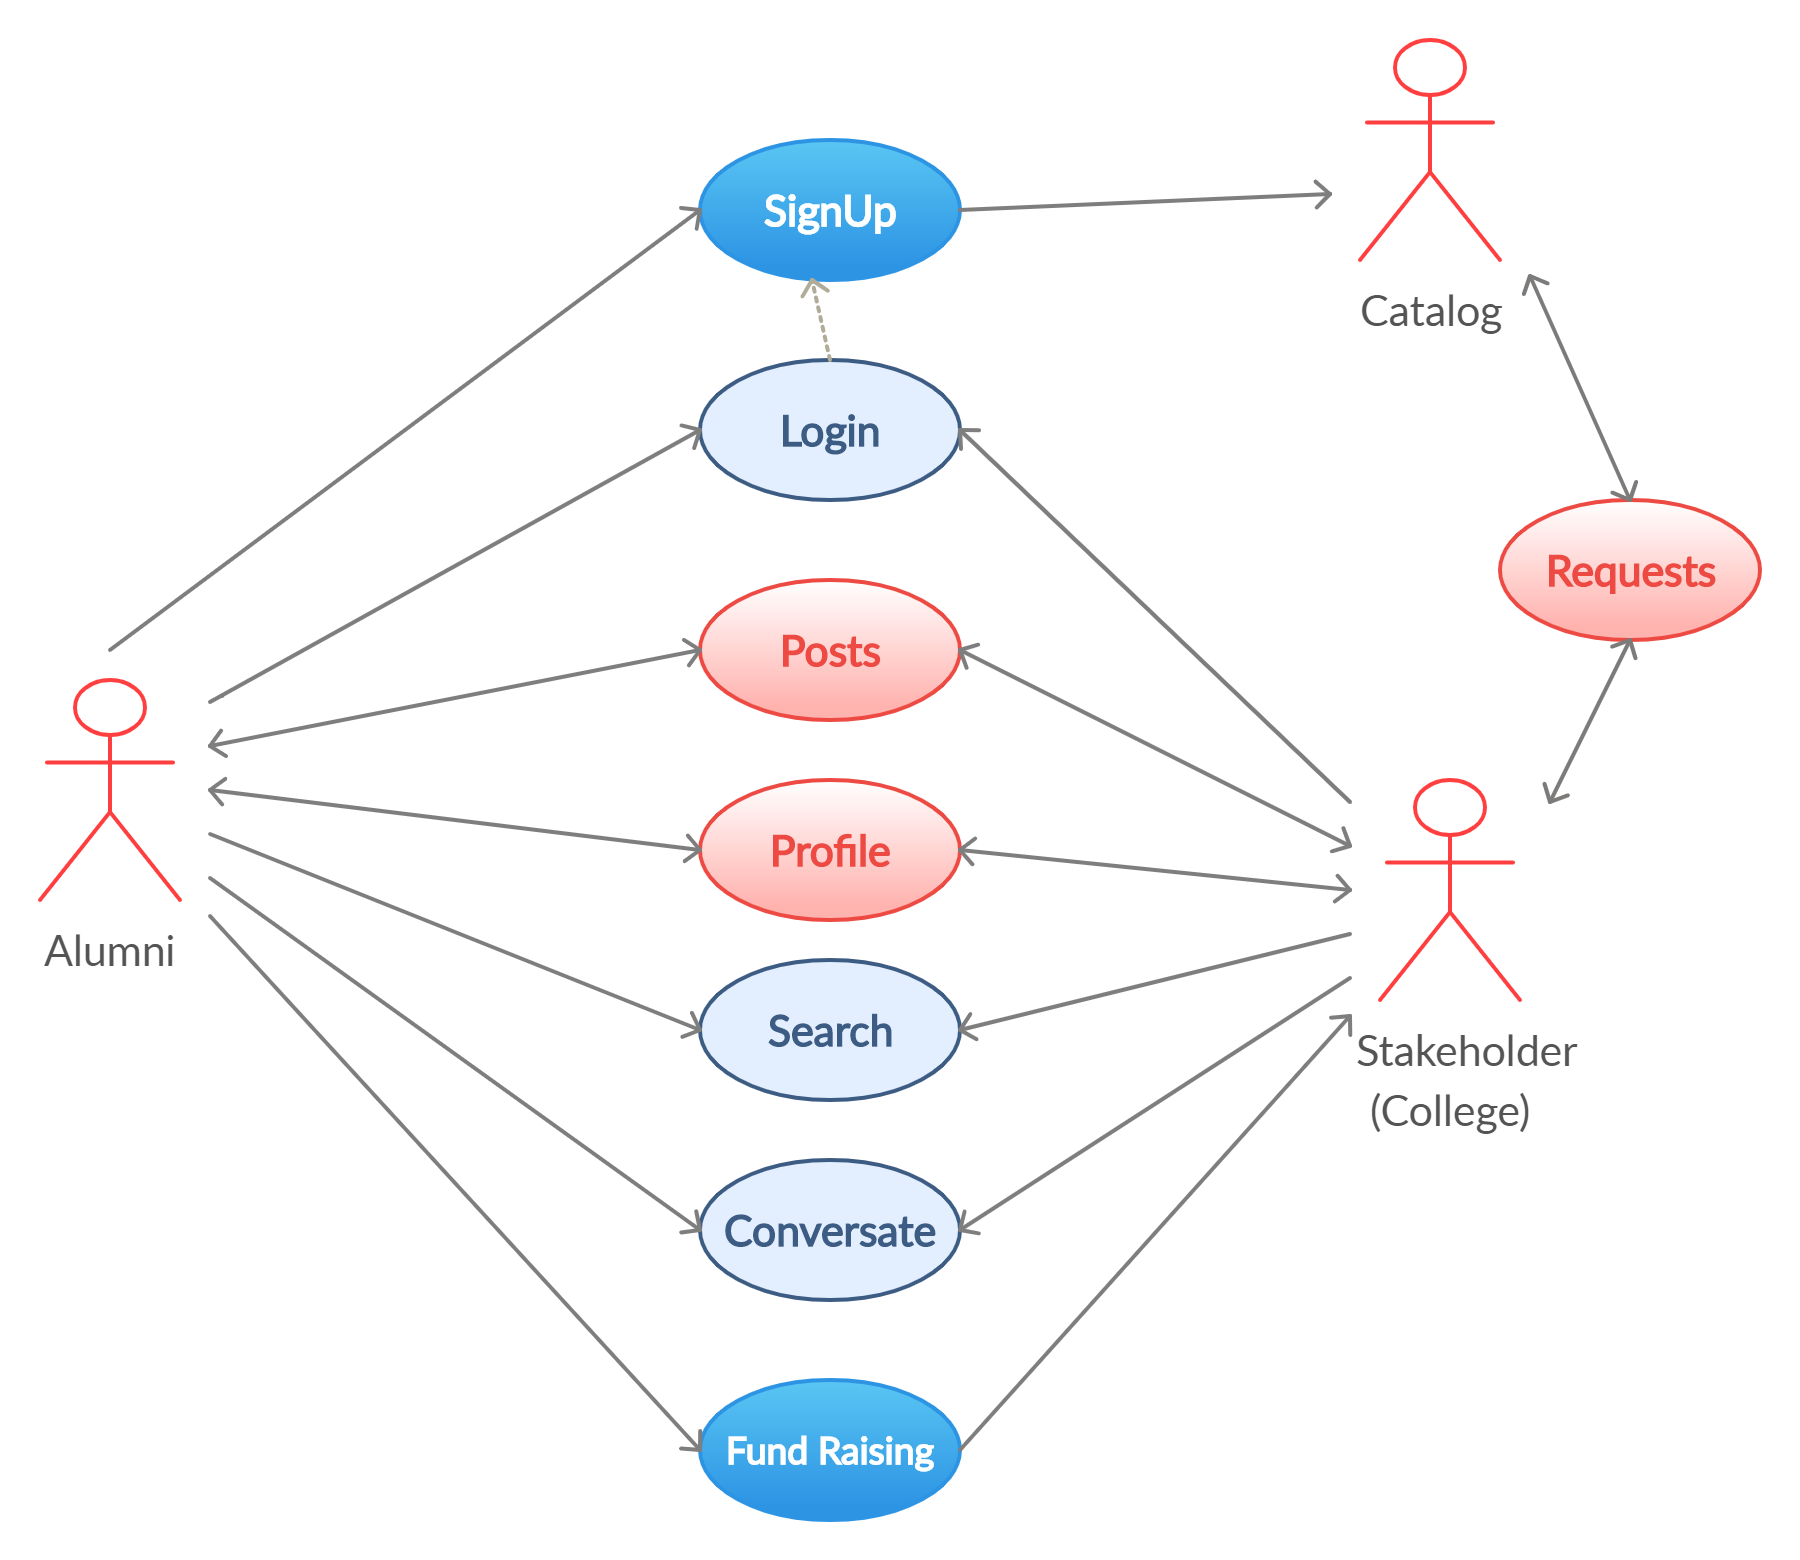 SignUp
Catalog
Login
Requests
Posts
Profile
Alumni
Search
Stakeholder
(College)
Conversate
Fund Raising